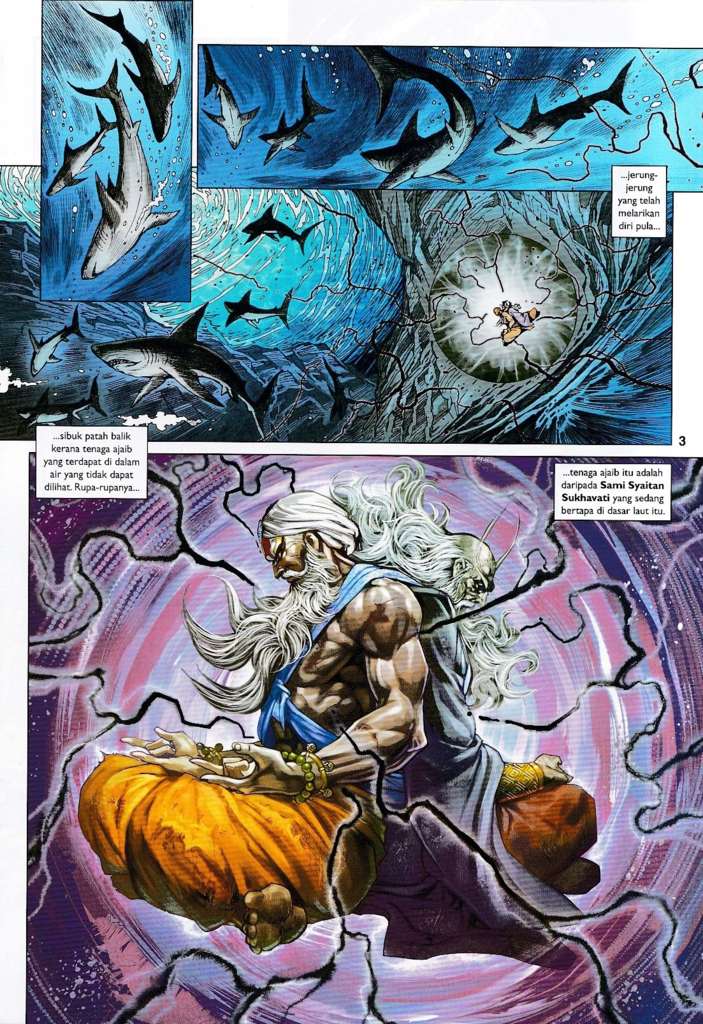 ...jerung-
jerung
yang telah
melarikan
diri pula...
3
...sibuk patah balik
kerana tenaga ajaib
yang terdapat di dalam
air yang tidak dapat
dilihat. Rupa-rupanya...
...tenaga ajaib itu adalah
daripada Sami Syaitan
Sukhavati yang sedang
bertapa di dasar laut itu.